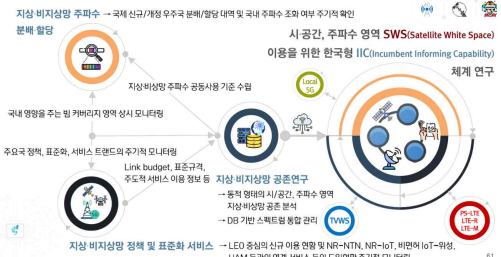 지상·비지상망 주파수 → 국제 신규/개정 우주국 분배/할당 대역 및 국내 주파수 조화 여부 주기적 확인
분배·할당
시·공간, 주파수 영역 SWS(Satellite White Space)
이용을 위한 한국형 IIC(Incumbent Informing Capability)
체계 연구
지상·비상망 주파수 공동사용 기준 수립
Local
5G
국내 영향을 주는 빔 커버리지 영역 상시 모니터링
주요국 정책, 표준화, 서비스 트랜드의 주기적 모니터링
Link budget, 표준규격,
주도적 서비스 이용 정보 등
지상·비지상망 공존연구
→ 동적 형태의 시/공간, 주파수 영역
지상·비지상망 공존 분석
→ DB 기반 스펙트럼 통합 관리
TVWS
PS-LTE
LTE-R
LTE-M
지상·비지상망 정책 및 표준화 서비스 → LEO 중심의 신규 이용 현황 및 NR-NTN, NR-IoT, 비면허 IoT-위성,
61